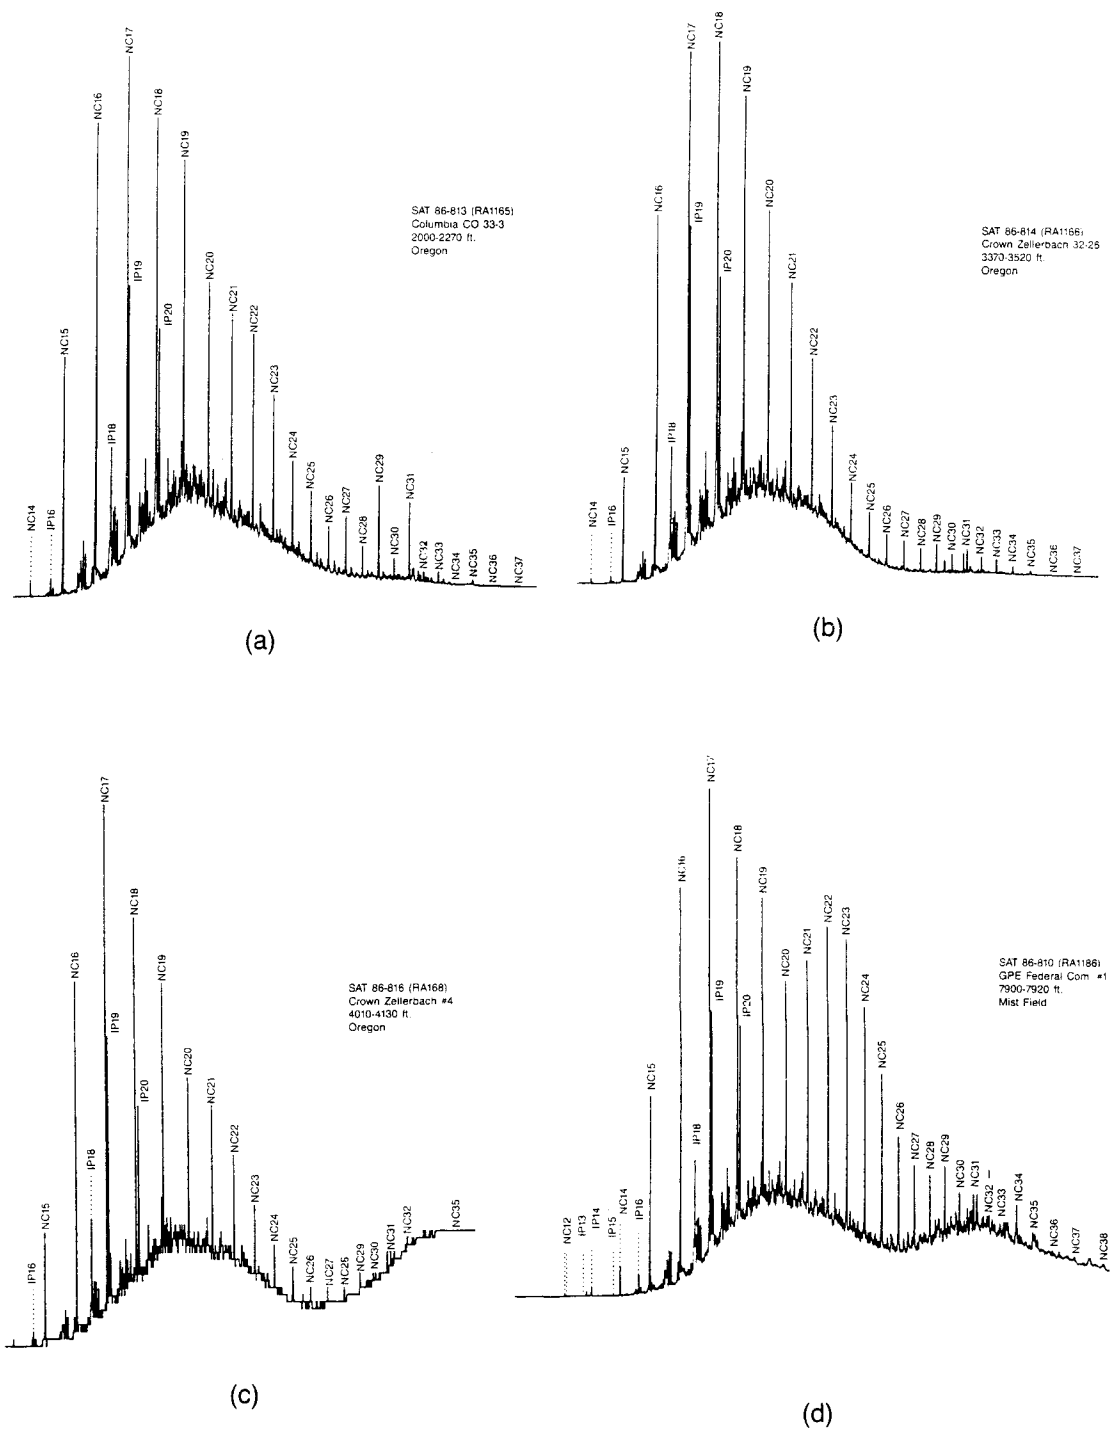 NC14
IP16
NC15
NC16
IP18
NC17
IP19
NC18
IP20
NC19
NC20
NC21
NC22
NC23
NC24
NC25
NC26
NC27
NC28
NC29
NC30
NC31
NC32
NC33
NC34
NC35
NC36
NC37
SAT 86-813 (RA1165)
Columbia CO 33-3
2000-2270 ft.
Oregon
(a)
NC14
IP16
NC15
NC16
IP18
NC17
IP19
NC18
IP20
NC19
NC20
NC21
NC22
NC23
NC24
NC25
NC26
NC27
NC28
NC29
NC30
NC31
NC32
NC33
NC34
NC35
NC36
NC37
SAT 86-814 (RA1166)
Crown Zellerbach 32-26
3370-3520 ft.
Oregon
(b)
IP16
NC15
NC16
IP18
NC17
IP19
NC18
IP20
NC19
NC20
NC21
NC22
NC23
NC24
NC25
NC26
NC27
NC25
NC29
NC30
NC31
NC32
NC35
SAT 86-816 (RA168)
Crown Zellerbach #4
4010-4130 ft.
Oregon
(c)
NC12
IP13
IP14
IP15
NC14
IP16
NC15
NC16
IP18
NC17
IP19
NC18
IP20
NC19
NC20
NC21
NC22
NC23
NC24
NC25
NC26
NC27
NC28
NC29
NC30
NC31
NC32
NC33
NC34
NC35
NC36
NC37
NC38
SAT 86-810 (RA1186)
GPE Federal Com #1
7900-7920 ft.
Mist Field
(d)